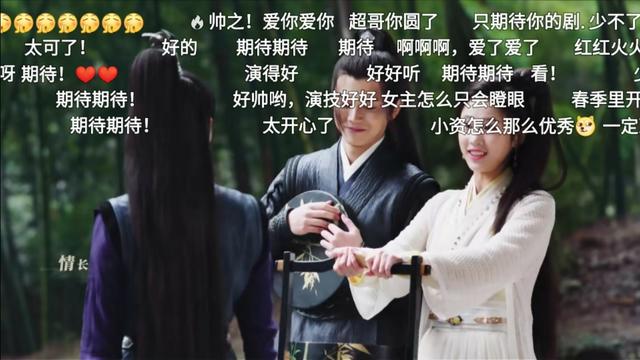 帅之！爱你爱你 超哥你圆了 只期待你的剧.少不了
太可了！ 好的 期待期待 期待 啊啊啊，爱了爱了 红红火火
呀 期待！ 演得好 好好听 期待期待 看！
期待期待！ 好帅哟，演技好好 女主怎么只会瞪眼 春季里开
期待期待！ 太开心了 小资怎么那么优秀 一定
情长